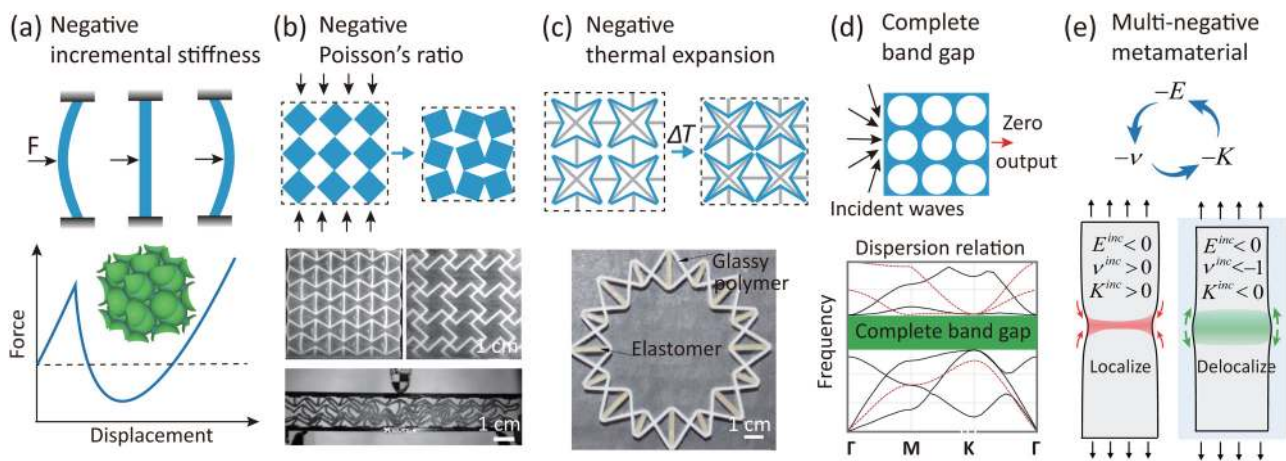 (a) Negative
incremental stiffness
F
Force
Displacement
(b) Negative
Poisson's ratio
1 cm
1 cm
(c) Negative
thermal expansion
ΔT
Glassy
polymer
Elastomer
1 cm
(d) Complete
band gap
Zero
output
Incident waves
Dispersion relation
Complete band gap
Frequency
Γ M K Γ
(e) Multi-negative
metamaterial
−E
−ν −K
E^inc<0
ν^inc>0
K^inc>0
Localize
E^inc<0
ν^inc<-1
K^inc<0
Delocalize